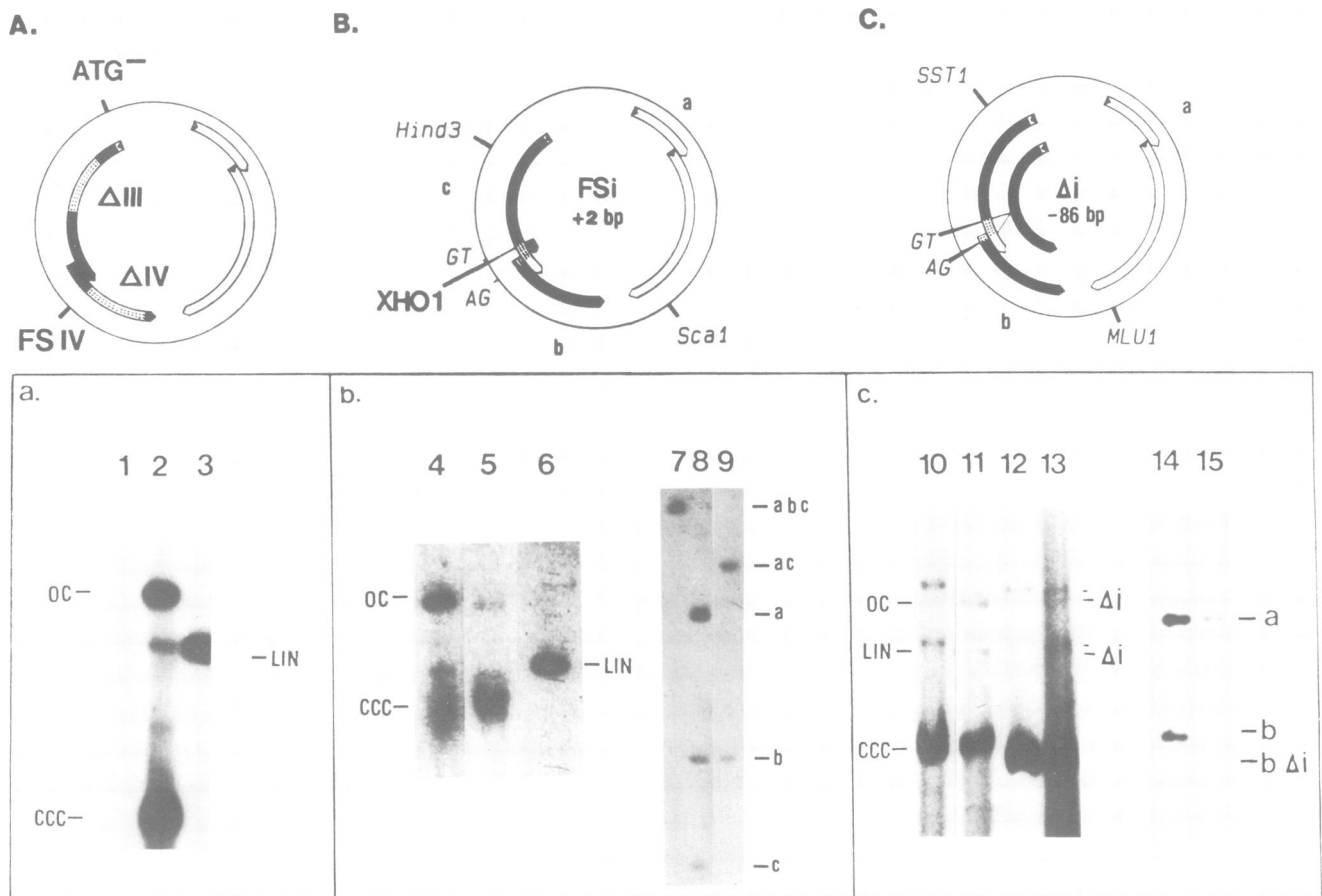 A.
B.
C.
ATG⁻
ΔIII
ΔIV
FS IV
Hind3
a
c
FSi
+2 bp
GT
AG
XHO1
b
Sca1
SST1
a
Δi
-86 bp
GT
AG
b
MLU1
a.
1 2 3
OC
LIN
CCC
b.
4 5 6
OC
LIN
CCC
7 8 9
abc
ac
a
b
c
c.
10 11 12 13
OC
Δi
LIN
Δi
CCC
14 15
a
b
b Δi